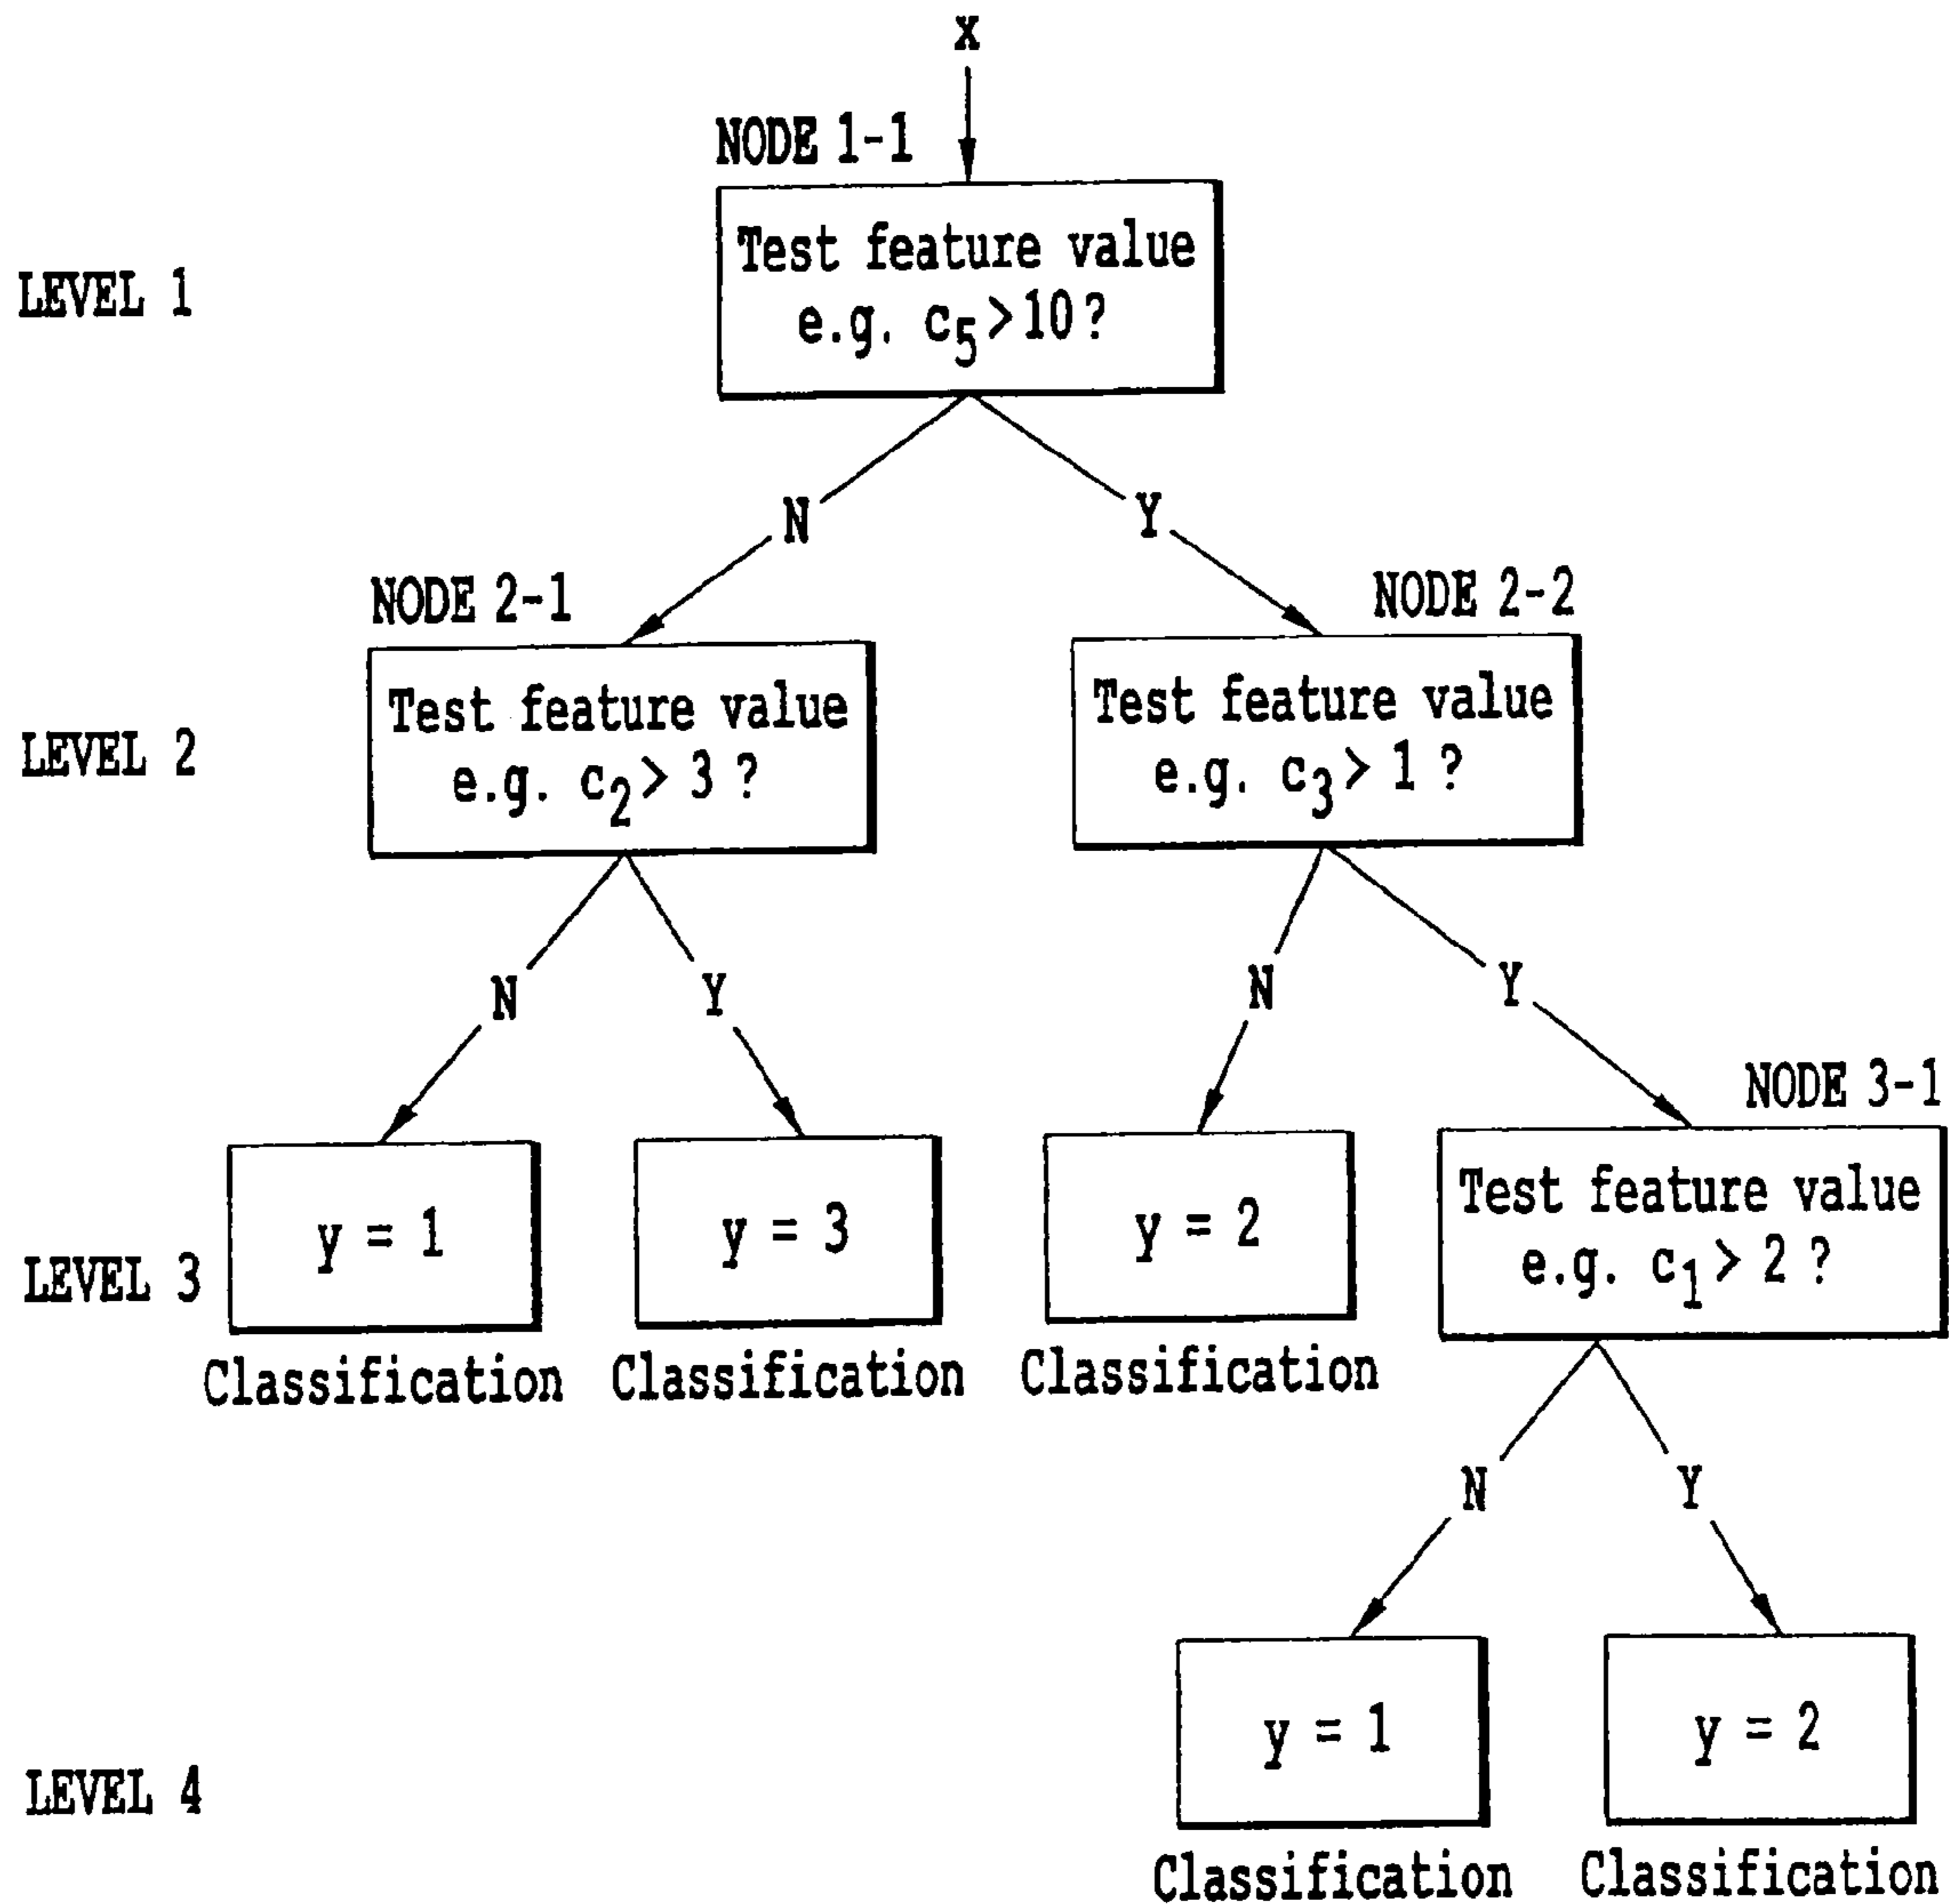 x
NODE 1-1
LEVEL 1
Test feature value
e.g. c₅>10?
N
Y
NODE 2-1
NODE 2-2
LEVEL 2
Test feature value
e.g. c₂> 3 ?
Test feature value
e.g. c₃> 1 ?
N
Y
N
Y
NODE 3-1
LEVEL 3
y = 1
Classification
y = 3
Classification
y = 2
Classification
Test feature value
e.g. c₁> 2 ?
N
Y
LEVEL 4
y = 1
Classification
y = 2
Classification